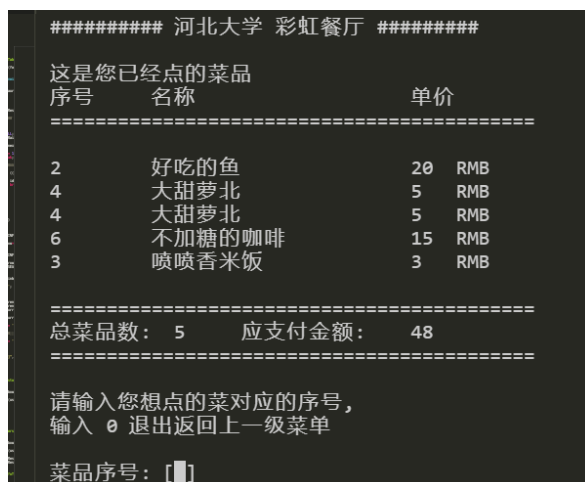 ########## 河北大学 彩虹餐厅 #########
这是您已经点的菜品
序号 名称 单价
===========================================
2 好吃的鱼 20 RMB
4 大甜萝北 5 RMB
4 大甜萝北 5 RMB
6 不加糖的咖啡 15 RMB
3 喷喷香米饭 3 RMB
===========================================
总菜品数: 5 应支付金额: 48
===========================================
请输入您想点的菜对应的序号,
输入 0 退出返回上一级菜单
菜品序号: [ ]